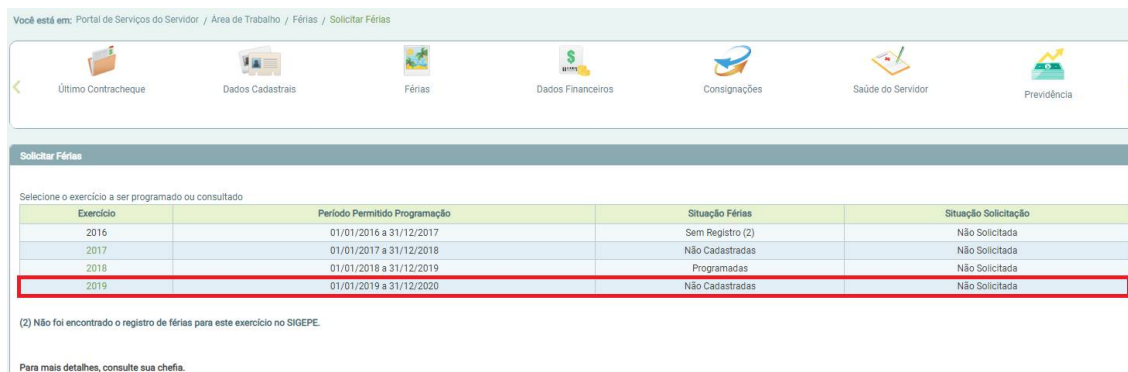 Você está em: Portal de Serviços do Servidor / Área de Trabalho / Férias / Solicitar Férias
Último Contracheque Dados Cadastrais Férias Dados Financeiros Consignações Saúde do Servidor Previdência
Solicitar Férias
Selecione o exercício a ser programado ou consultado
Exercício Período Permitido Programação Situação Férias Situação Solicitação
2016 01/01/2016 a 31/12/2017 Sem Registro (2) Não Solicitada
2017 01/01/2017 a 31/12/2018 Não Cadastradas Não Solicitada
2018 01/01/2018 a 31/12/2019 Programadas Não Solicitada
2019 01/01/2019 a 31/12/2020 Não Cadastradas Não Solicitada
(2) Não foi encontrado o registro de férias para este exercício no SIGEPE.
Para mais detalhes, consulte sua chefia.